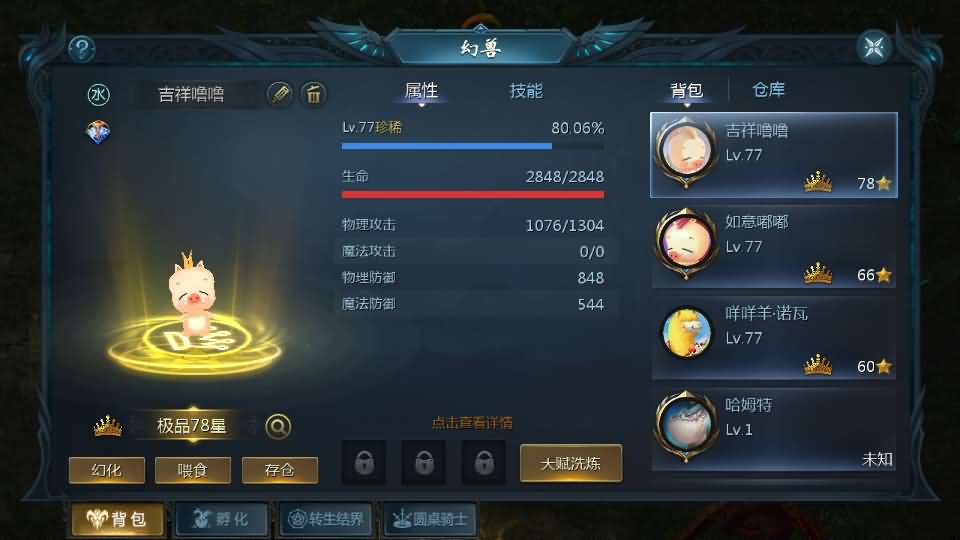 幻兽
水
吉祥噜噜
属性
技能
背包
仓库
Lv.77珍稀
80.06%
生命
2848/2848
物理攻击
1076/1304
魔法攻击
0/0
物理防御
848
魔法防御
544
吉祥噜噜
Lv.77
78
如意嘟嘟
Lv.77
66
咩咩羊·诺瓦
Lv.77
60
哈姆特
Lv.1
未知
极品78星
点击查看详情
幻化
喂食
存仓
天赋洗炼
背包
孵化
转生结界
圆桌骑士